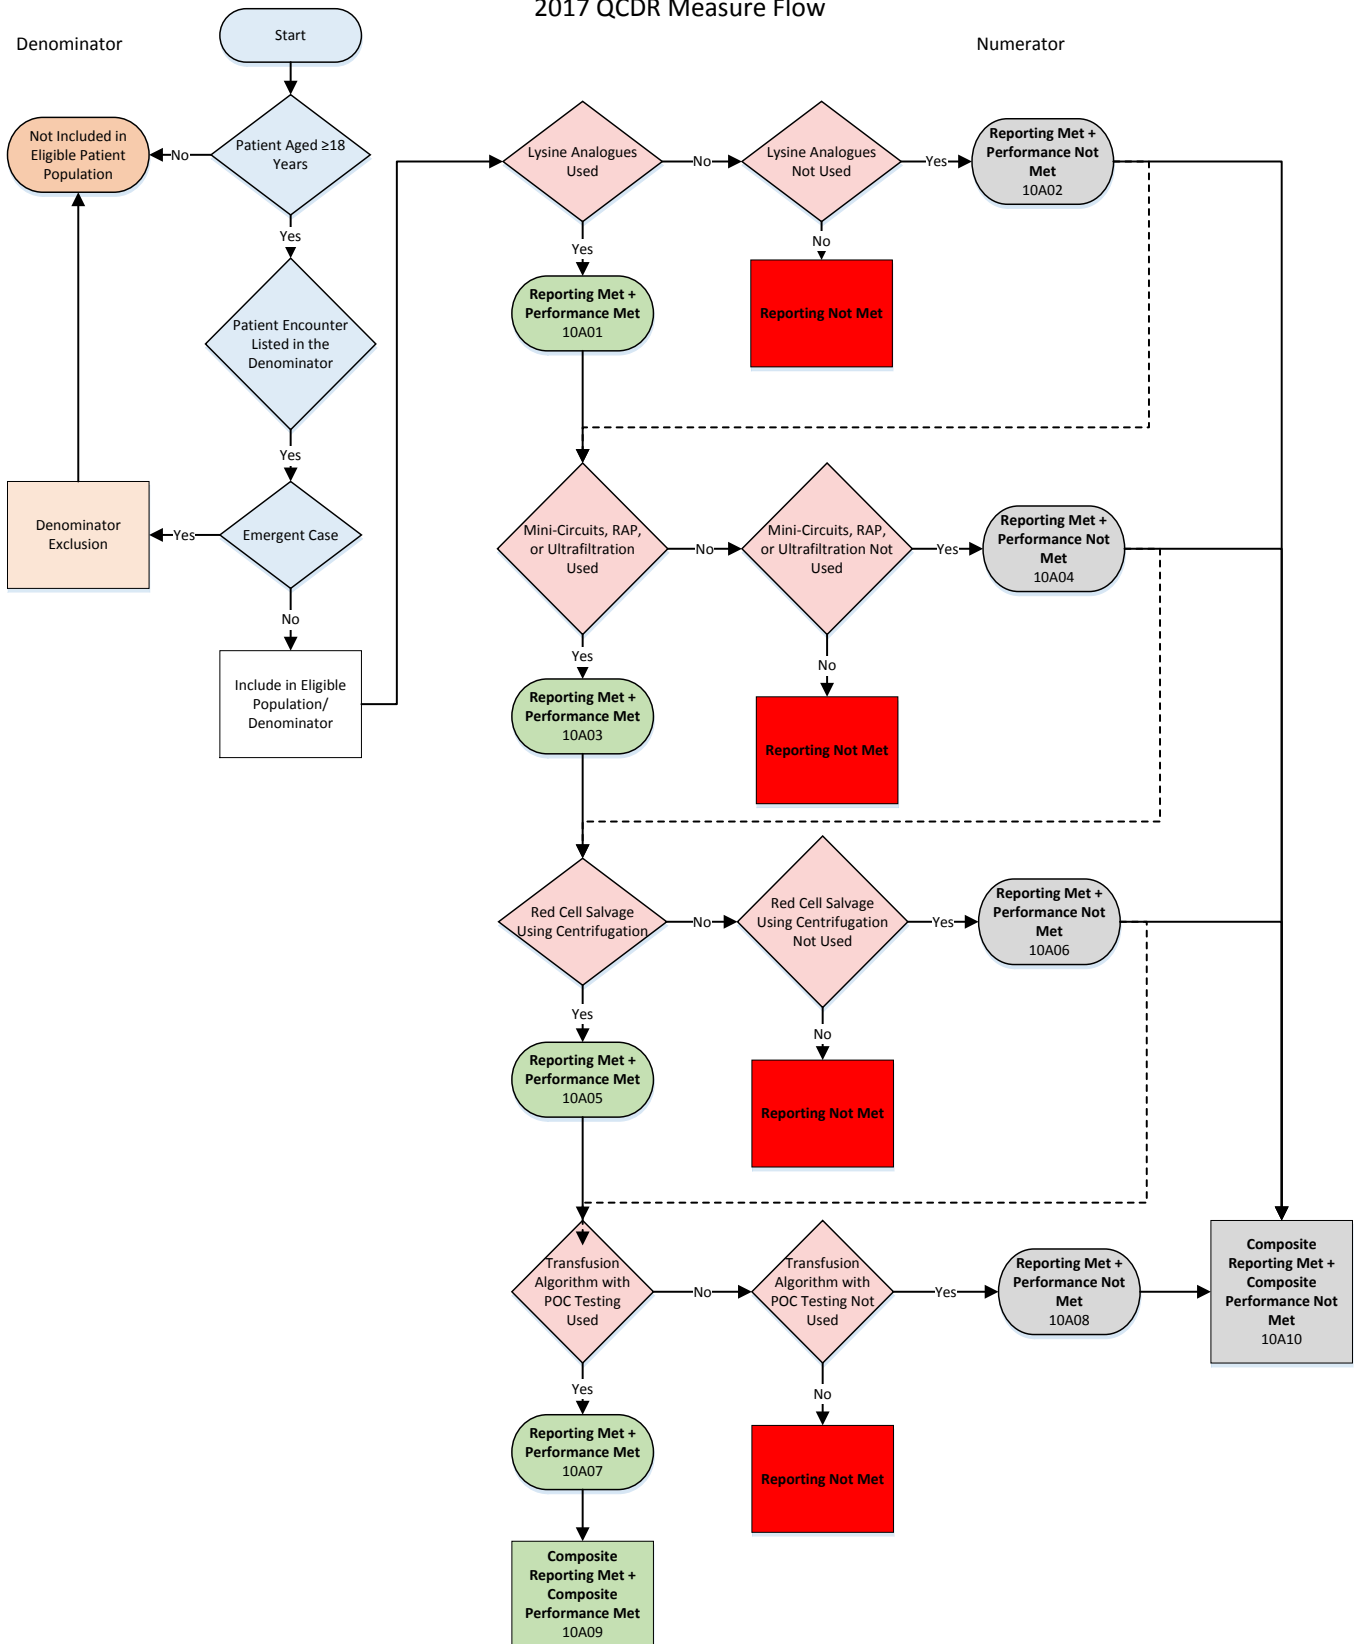 2017 QCDR Measure Flow
Denominator
Numerator
Start
Patient Aged ≥18
Years
No
Not Included in
Eligible Patient
Population
Yes
Patient Encounter
Listed in the
Denominator
Yes
Emergent Case
Yes
Denominator
Exclusion
No
Include in Eligible
Population/
Denominator
Lysine Analogues
Used
No
Lysine Analogues
Not Used
Yes
Reporting Met +
Performance Not
Met
10A02
Yes
Reporting Met +
Performance Met
10A01
No
Reporting Not Met
Mini-Circuits, RAP,
or Ultrafiltration
Used
No
Mini-Circuits, RAP,
or Ultrafiltration Not
Used
Yes
Reporting Met +
Performance Not
Met
10A04
Yes
Reporting Met +
Performance Met
10A03
No
Reporting Not Met
Red Cell Salvage
Using Centrifugation
No
Red Cell Salvage
Using Centrifugation
Not Used
Yes
Reporting Met +
Performance Not
Met
10A06
Yes
Reporting Met +
Performance Met
10A05
No
Reporting Not Met
Transfusion
Algorithm with
POC Testing
Used
No
Transfusion
Algorithm with
POC Testing Not
Used
Yes
Reporting Met +
Performance Not
Met
10A08
Composite
Reporting Met +
Composite
Performance Not
Met
10A10
Yes
Reporting Met +
Performance Met
10A07
No
Reporting Not Met
Composite
Reporting Met +
Composite
Performance Met
10A09